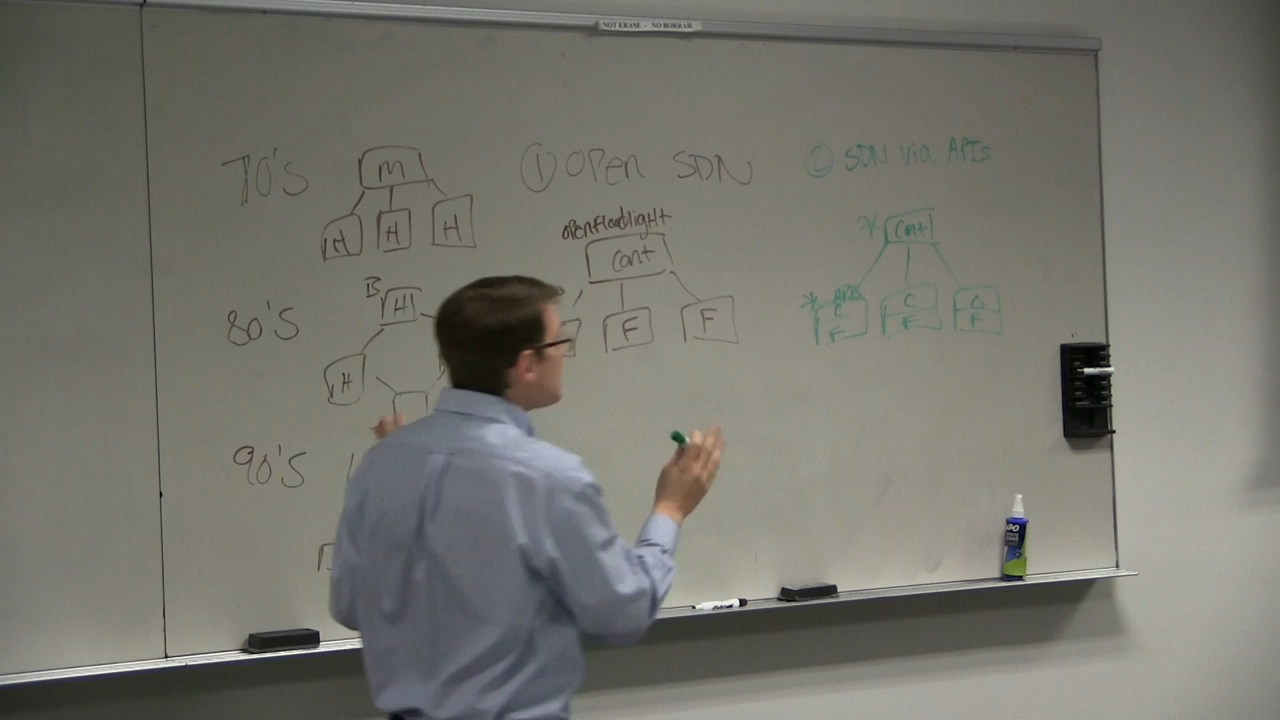 NOT ERASE - NO BORRAR
70's
M
H H H
80's
B
H
H
90's
① OPEN SDN
OpenFloodlight
Cont
F F
② SDN via APIs
* Cont
* APIS
C C C
F F F